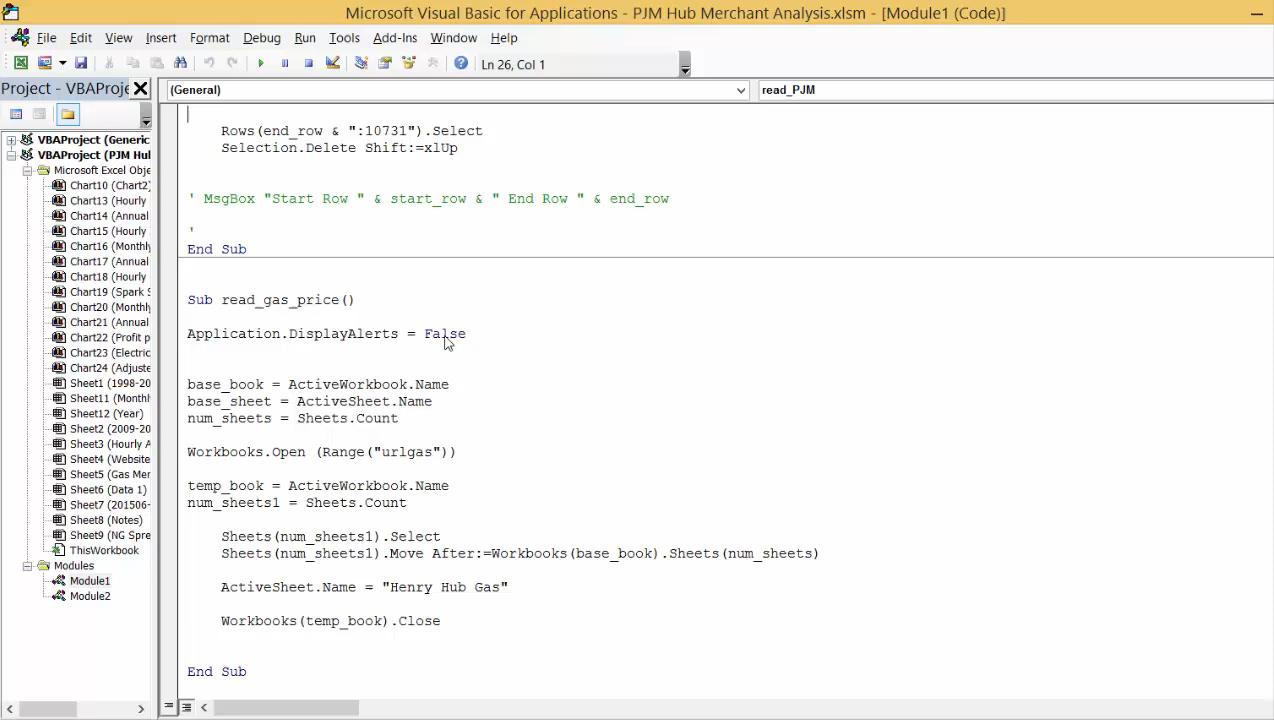 Microsoft Visual Basic for Applications - PJM Hub Merchant Analysis.xlsm - [Module1 (Code)]
File Edit View Insert Format Debug Run Tools Add-Ins Window Help
Ln 26, Col 1
Project - VBAProje
(General) read_PJM
VBAProject (Generic
VBAProject (PJM Hul
Microsoft Excel Obje
Chart10 (Chart2)
Chart13 (Hourly
Chart14 (Annual
Chart15 (Hourly
Chart16 (Monthly
Chart17 (Annual
Chart18 (Hourly
Chart19 (Spark S
Chart20 (Monthly
Chart21 (Annual
Chart22 (Profit p
Chart23 (Electric
Chart24 (Adjuste
Sheet1 (1998-20
Sheet11 (Monthl
Sheet12 (Year)
Sheet2 (2009-20
Sheet3 (Hourly A
Sheet4 (Website
Sheet5 (Gas Mer
Sheet6 (Data 1)
Sheet7 (201506-
Sheet8 (Notes)
Sheet9 (NG Spre
ThisWorkbook
Modules
Module1
Module2
Rows(end_row & ":10731").Select
Selection.Delete Shift:=xlUp
' MsgBox "Start Row " & start_row & " End Row " & end_row
'
End Sub
Sub read_gas_price()
Application.DisplayAlerts = False
base_book = ActiveWorkbook.Name
base_sheet = ActiveSheet.Name
num_sheets = Sheets.Count
Workbooks.Open (Range("urlgas"))
temp_book = ActiveWorkbook.Name
num_sheets1 = Sheets.Count
Sheets(num_sheets1).Select
Sheets(num_sheets1).Move After:=Workbooks(base_book).Sheets(num_sheets)
ActiveSheet.Name = "Henry Hub Gas"
Workbooks(temp_book).Close
End Sub